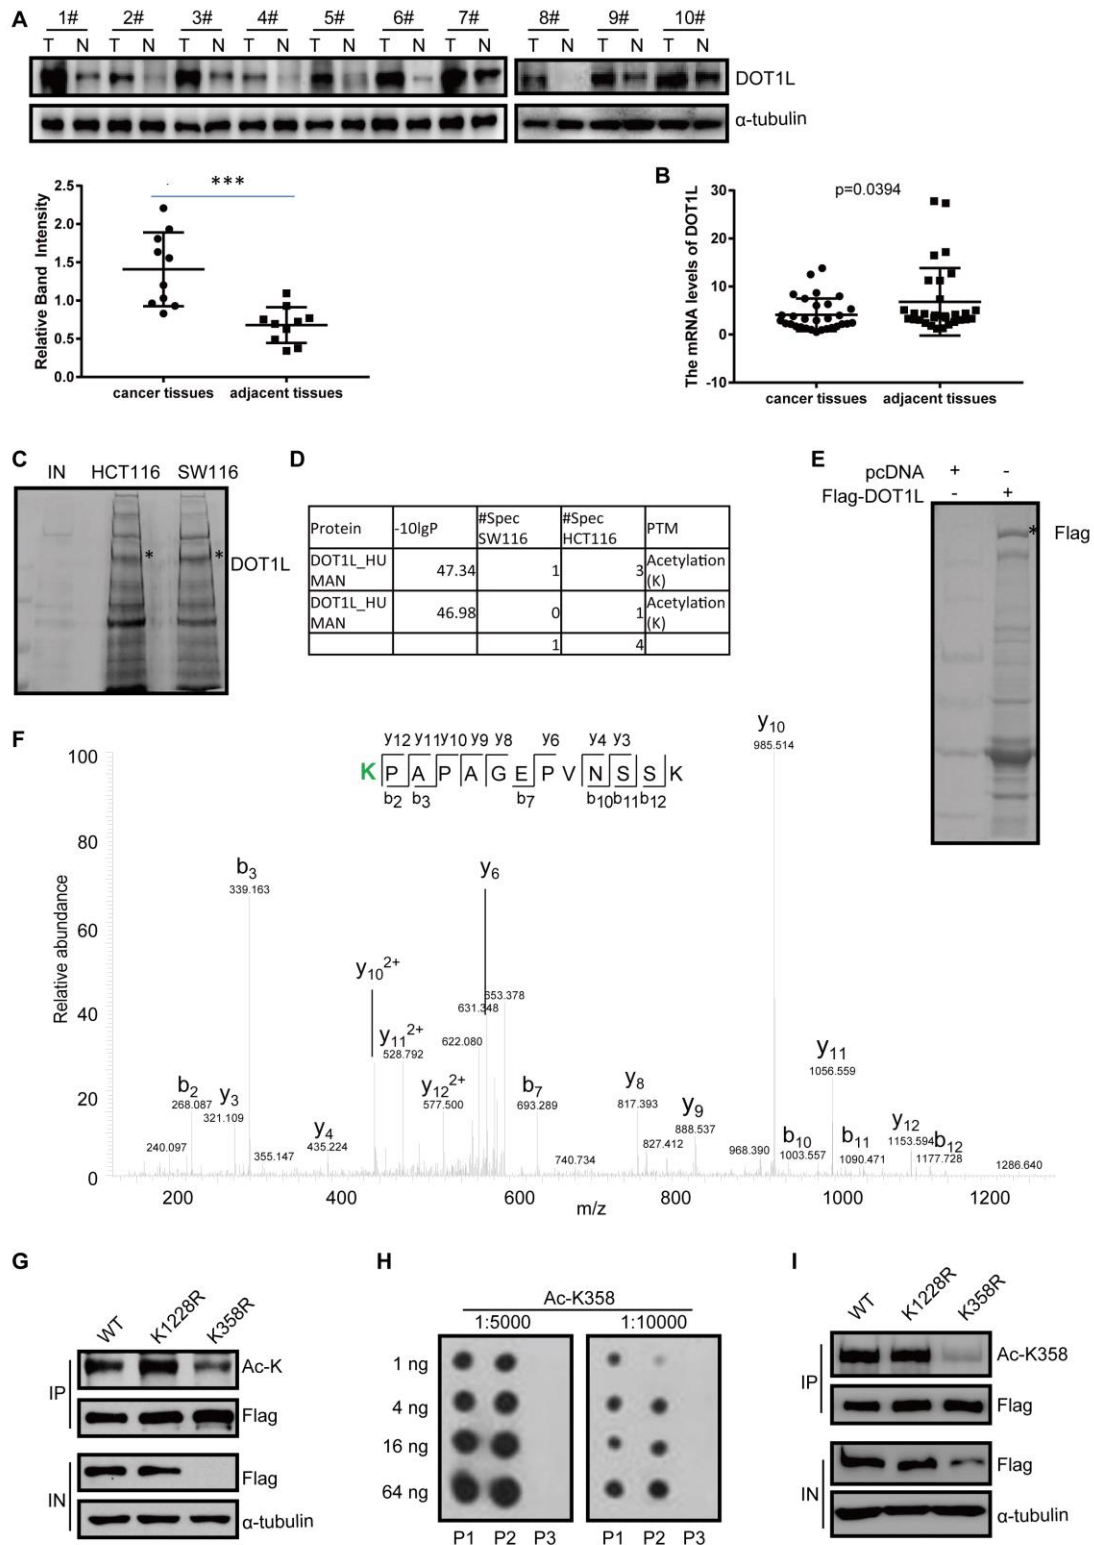 A
1# 2# 3# 4# 5# 6# 7# 8# 9# 10#
T N T N T N T N T N T N T N T N T N T N
DOT1L
α-tubulin
Relative Band Intensity
2.5
2.0
1.5
1.0
0.5
0.0
***
cancer tissues adjacent tissues
B
The mRNA levels of DOT1L
30
20
10
0
-10
p=0.0394
cancer tissues adjacent tissues
C
IN HCT116 SW116
* *
DOT1L
D
Protein -10lgP #Spec SW116 #Spec HCT116 PTM
DOT1L_HUMAN 47.34 1 3 Acetylation (K)
DOT1L_HUMAN 46.98 0 1 Acetylation (K)
1 4
E
pcDNA + -
Flag-DOT1L - +
* Flag
F
y12 y11 y10 y9 y8 y6 y4 y3
K P A P A G E P V N S S K
b2 b3 b7 b10 b11 b12
Relative abundance
100
80
60
40
20
0
y10
985.514
b3
339.163
y6
y10 2+
653.378
631.348
y11 2+
528.792
622.080
y11
1056.559
b2
268.087
y3
321.109
y12 2+
577.500
b7
693.289
y8
817.393
y9
888.537
y4
435.224
240.097
355.147
740.734
827.412
968.390
b10
1003.557
b11
1090.471
y12
1153.594
b12
1177.728
1286.640
200 400 600 800 1000 1200
m/z
G
WT K1228R K358R
IP
Ac-K
Flag
IN
Flag
α-tubulin
H
Ac-K358
1:5000 1:10000
1 ng
4 ng
16 ng
64 ng
P1 P2 P3 P1 P2 P3
I
WT K1228R K358R
IP
Ac-K358
Flag
IN
Flag
α-tubulin